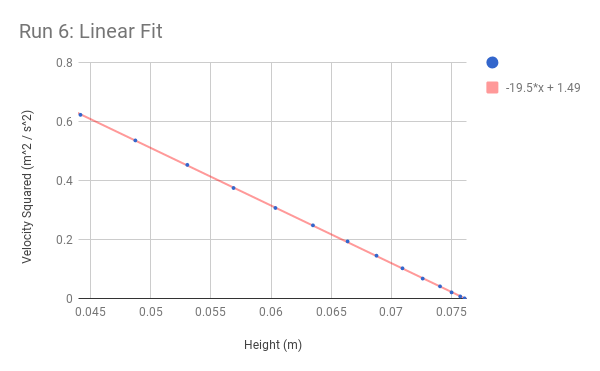 Run 6: Linear Fit
0.8
0.6
0.4
0.2
0
Velocity Squared (m^2 / s^2)
0.045 0.05 0.055 0.06 0.065 0.07 0.075
Height (m)
-19.5*x + 1.49